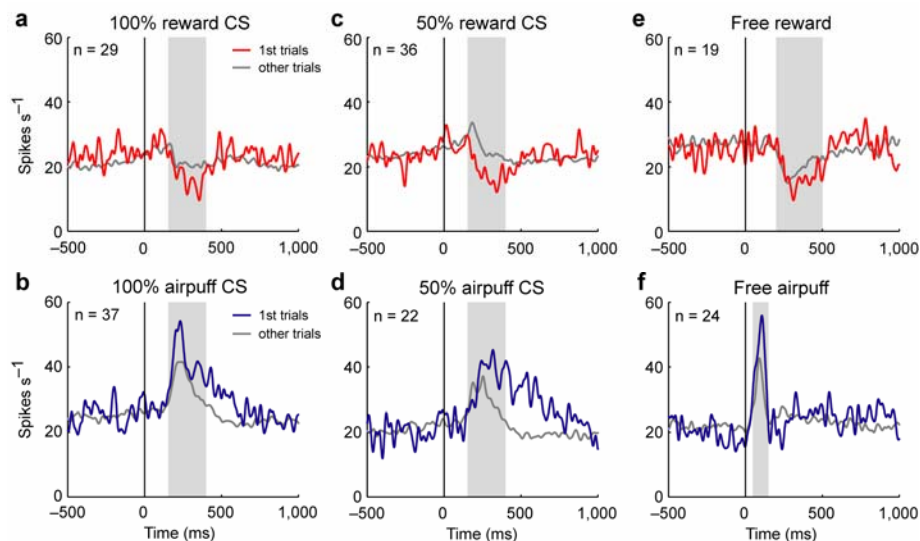 a 100% reward CS
60
40
20
0
Spikes s⁻¹
n = 29
1st trials
other trials
–500 0 500 1,000
c 50% reward CS
60
40
20
0
n = 36
–500 0 500 1,000
e Free reward
60
40
20
0
n = 19
–500 0 500 1,000
b 100% airpuff CS
60
40
20
0
Spikes s⁻¹
n = 37
1st trials
other trials
–500 0 500 1,000
Time (ms)
d 50% airpuff CS
60
40
20
0
n = 22
–500 0 500 1,000
Time (ms)
f Free airpuff
60
40
20
0
n = 24
–500 0 500 1,000
Time (ms)